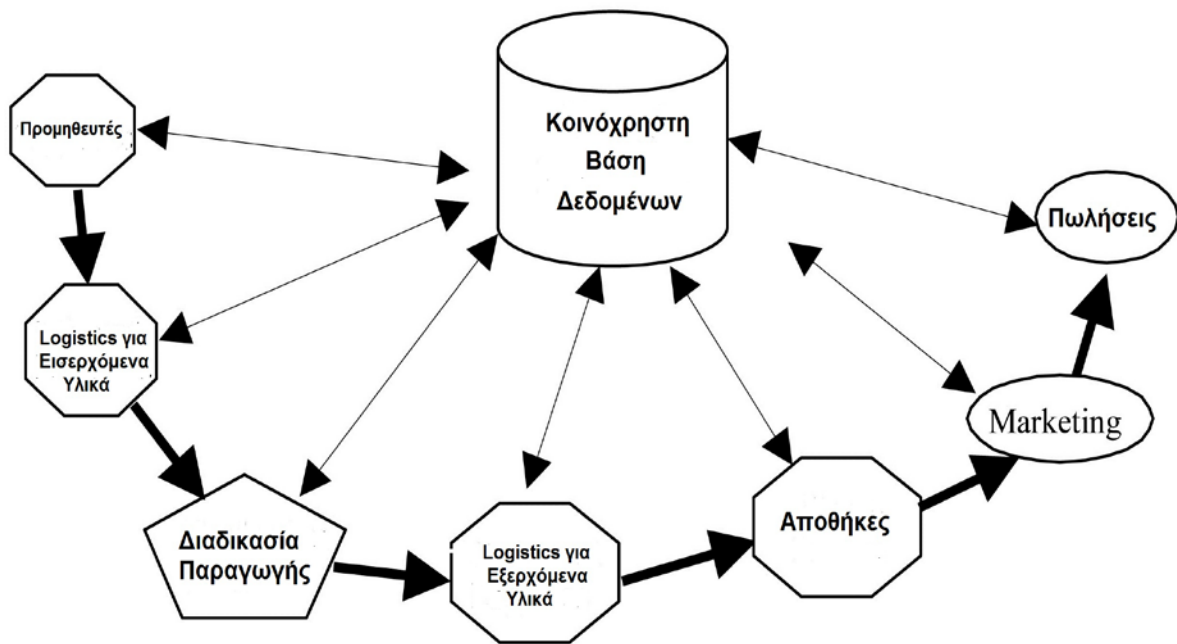 Κοινόχρηστη
Βάση
Δεδομένων
Προμηθευτές
Πωλήσεις
Logistics για
Εισερχόμενα
Υλικά
Marketing
Διαδικασία
Παραγωγής
Logistics για
Εξερχόμενα
Υλικά
Αποθήκες